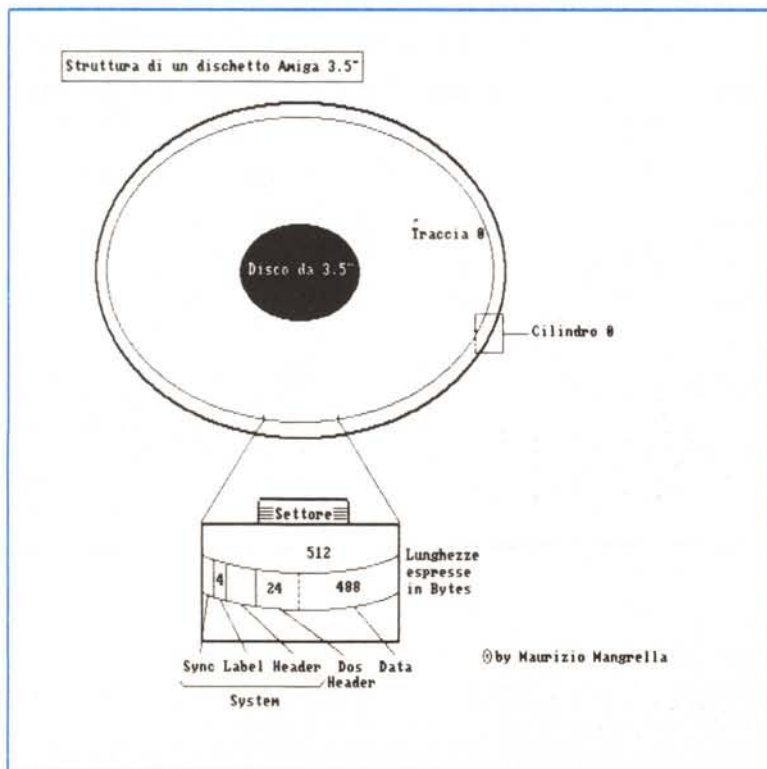 Struttura di un dischetto Amiga 3.5"
Traccia 0
Disco da 3.5"
Cilindro 0
Settore
512
4
24
488
Lunghezze
espresse
in Bytes
Sync Label Header Dos Data
Header
System
©by Maurizio Mangrella